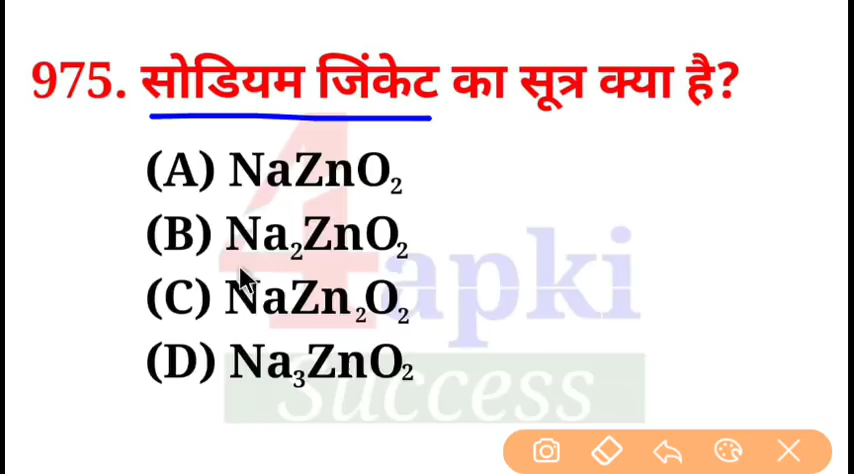 975. सोडियम जिंकेट का सूत्र क्या है?
(A) NaZnO₂
(B) Na₂ZnO₂
(C) NaZn₂O₂
(D) Na₃ZnO₂
4apki
Success